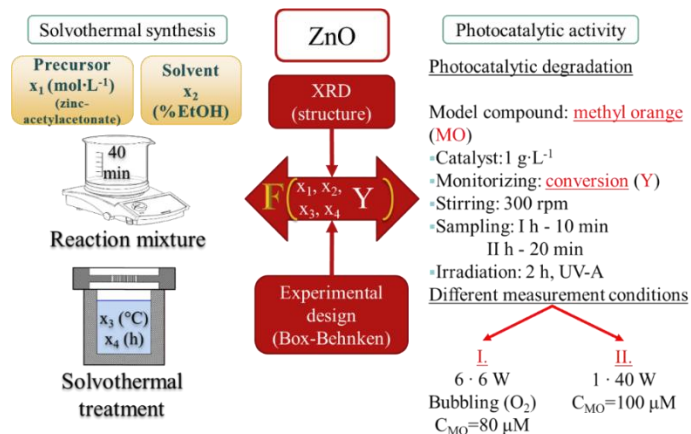 Solvothermal synthesis
Precursor
x₁ (mol·L⁻¹)
(zinc-
acetylacetonate)
Solvent
x₂
(%EtOH)
40
min
Reaction mixture
x₃ (°C)
x₄ (h)
Solvothermal
treatment
ZnO
XRD
(structure)
F(x₁, x₂, Y)
x₃, x₄
Experimental
design
(Box-Behnken)
Photocatalytic activity
Photocatalytic degradation
Model compound: methyl orange
(MO)
▪Catalyst:1 g·L⁻¹
▪Monitorizing: conversion (Y)
▪Stirring: 300 rpm
▪Sampling: I h - 10 min
II h - 20 min
▪Irradiation: 2 h, UV-A
Different measurement conditions
I.
6 · 6 W
Bubbling (O₂)
C_MO=80 µM
II.
1 · 40 W
C_MO=100 µM